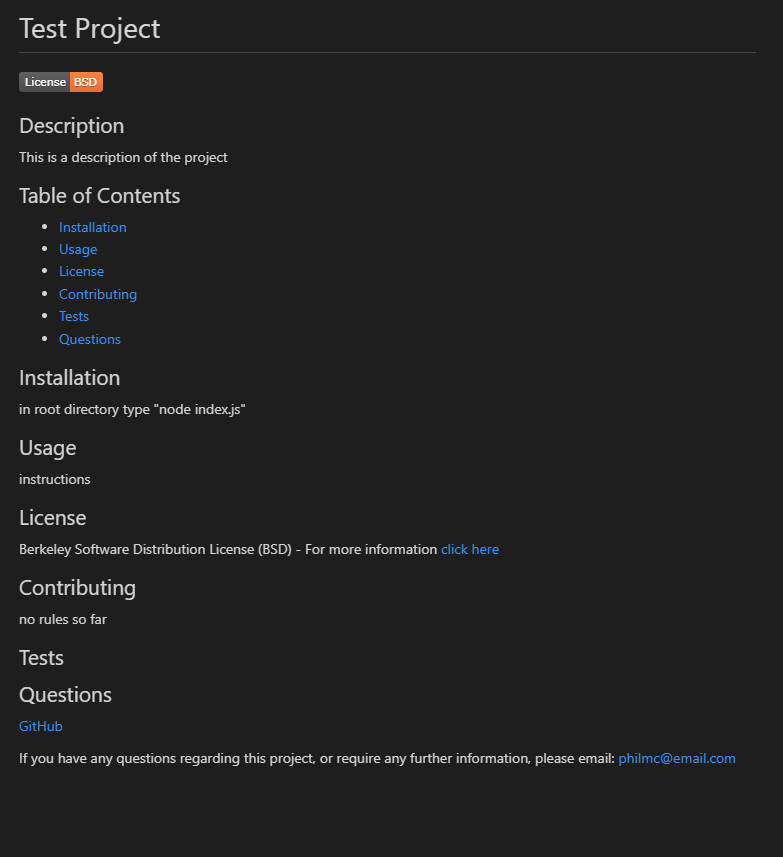 Test Project
License BSD
Description
This is a description of the project
Table of Contents
Installation
Usage
License
Contributing
Tests
Questions
Installation
in root directory type "node index.js"
Usage
instructions
License
Berkeley Software Distribution License (BSD) - For more information click here
Contributing
no rules so far
Tests
Questions
GitHub
If you have any questions regarding this project, or require any further information, please email: philmc@email.com